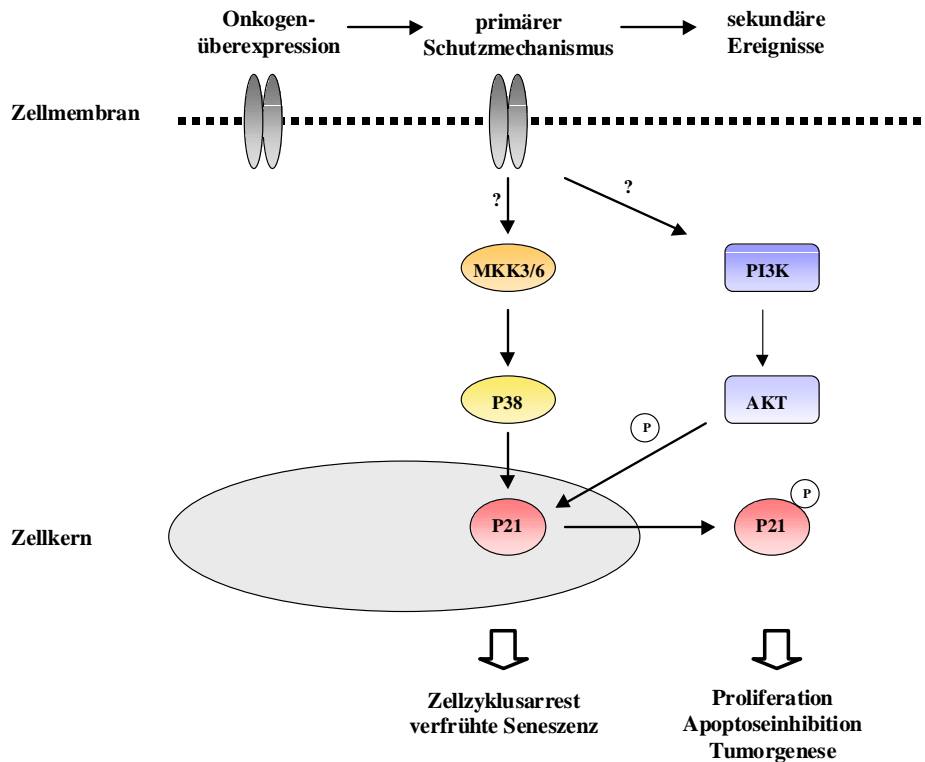 Onkogen-
überexpression
primärer
Schutzmechanismus
sekundäre
Ereignisse
Zellmembran
?
?
MKK3/6
PI3K
P38
AKT
P
P
Zellkern
P21
P21
Zellzyklusarrest
verfrühte Seneszenz
Proliferation
Apoptoseinhibition
Tumorgenese